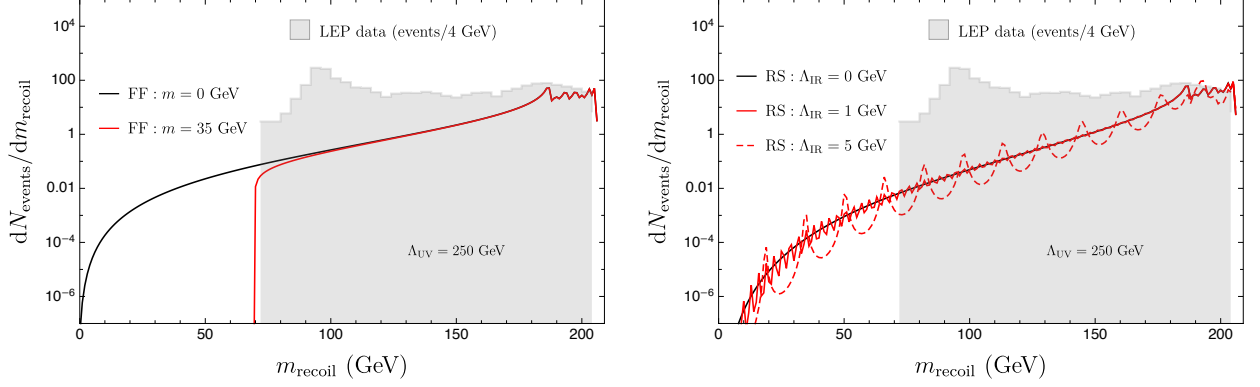 LEP data (events/4 GeV)
FF : m = 0 GeV
FF : m = 35 GeV
Λ_UV = 250 GeV
dN_events/dm_recoil
10^4
100
1
0.01
10^-4
10^-6
0 50 100 150 200
m_recoil (GeV)
LEP data (events/4 GeV)
RS : Λ_IR = 0 GeV
RS : Λ_IR = 1 GeV
RS : Λ_IR = 5 GeV
Λ_UV = 250 GeV
dN_events/dm_recoil
10^4
100
1
0.01
10^-4
10^-6
0 50 100 150 200
m_recoil (GeV)